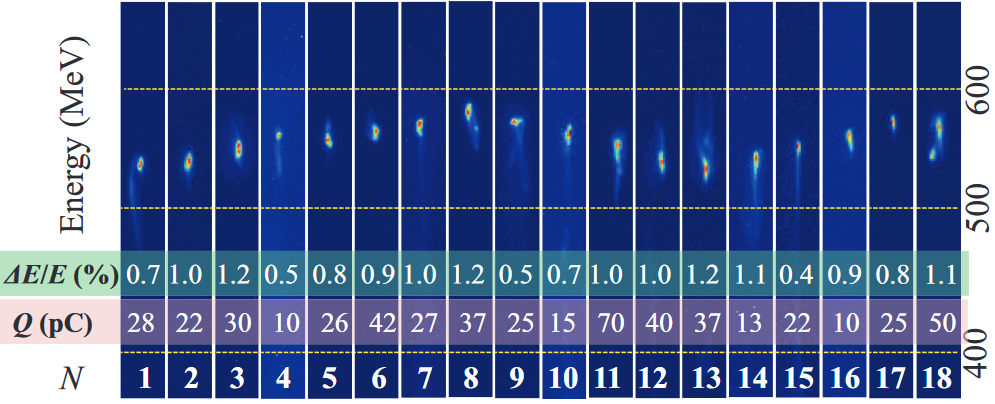 Energy (MeV)
600
500
ΔE/E (%) 0.7 1.0 1.2 0.5 0.8 0.9 1.0 1.2 0.5 0.7 1.0 1.0 1.2 1.1 0.4 0.9 0.8 1.1
Q (pC) 28 22 30 10 26 42 27 37 25 15 70 40 37 13 22 10 25 50
400
N 1 2 3 4 5 6 7 8 9 10 11 12 13 14 15 16 17 18